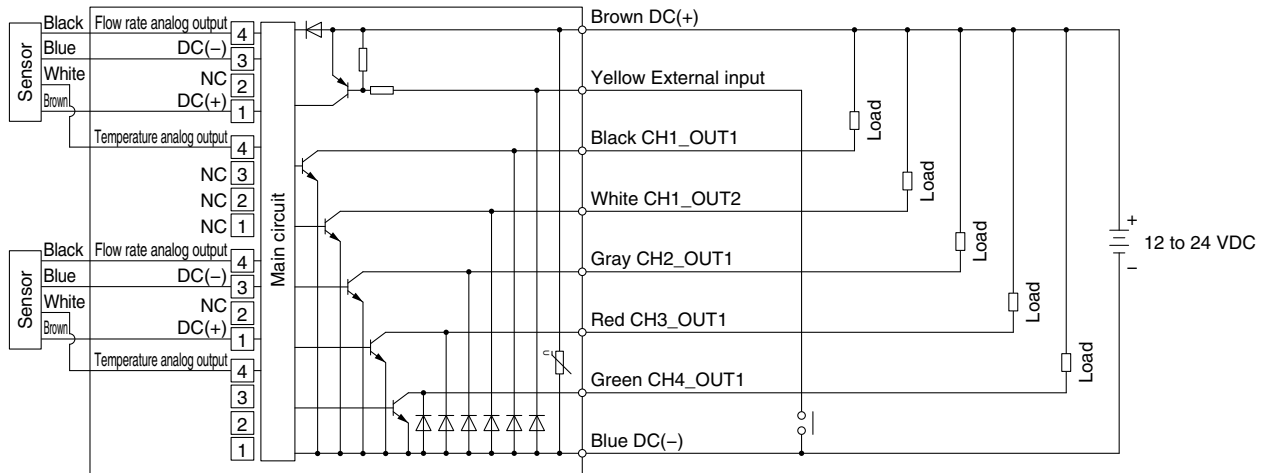 Black Flow rate analog output 4
Blue DC(−) 3
White NC 2
Brown DC(+) 1
Sensor
Temperature analog output 4
NC 3
NC 2
NC 1
Black Flow rate analog output 4
Blue DC(−) 3
White NC 2
Brown DC(+) 1
Sensor
Temperature analog output 4
3
2
1
Main circuit
U
Brown DC(+)
Yellow External input
Black CH1_OUT1
White CH1_OUT2
Gray CH2_OUT1
Red CH3_OUT1
Green CH4_OUT1
Blue DC(−)
Load
Load
Load
Load
Load
+
12 to 24 VDC
−